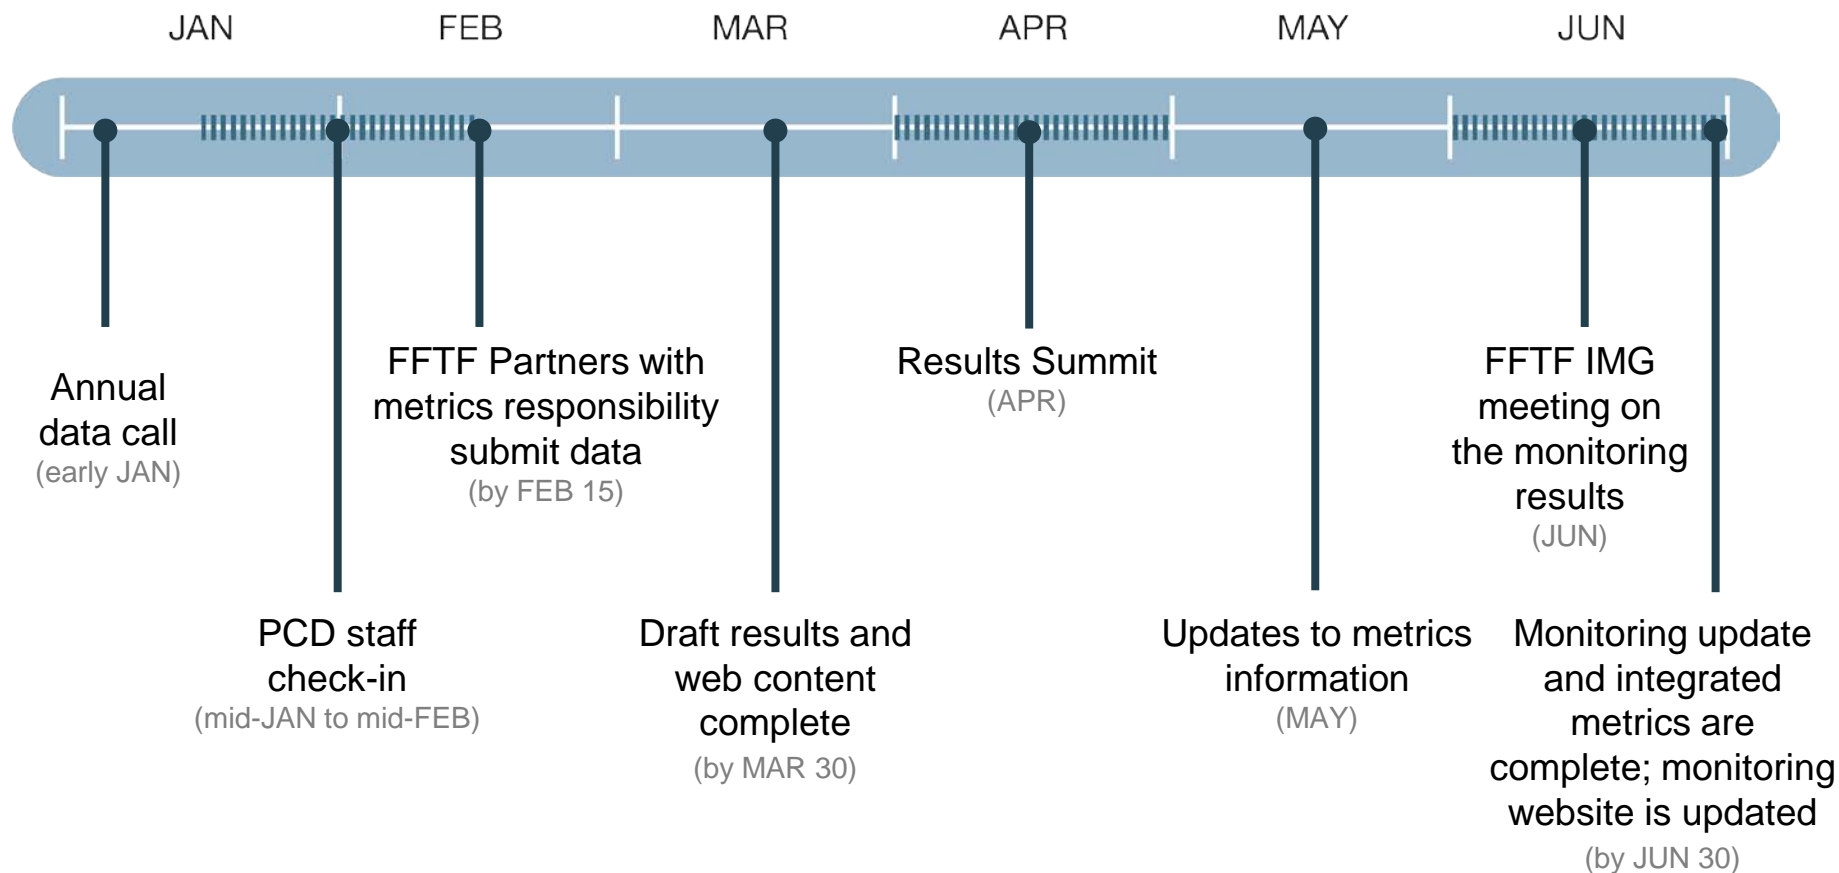 JAN
FEB
MAR
APR
MAY
JUN
Annual
data call
(early JAN)
PCD staff
check-in
(mid-JAN to mid-FEB)
FFTF Partners with
metrics responsibility
submit data
(by FEB 15)
Draft results and
web content
complete
(by MAR 30)
Results Summit
(APR)
Updates to metrics
information
(MAY)
FFTF IMG
meeting on
the monitoring
results
(JUN)
Monitoring update
and integrated
metrics are
complete; monitoring
website is updated
(by JUN 30)